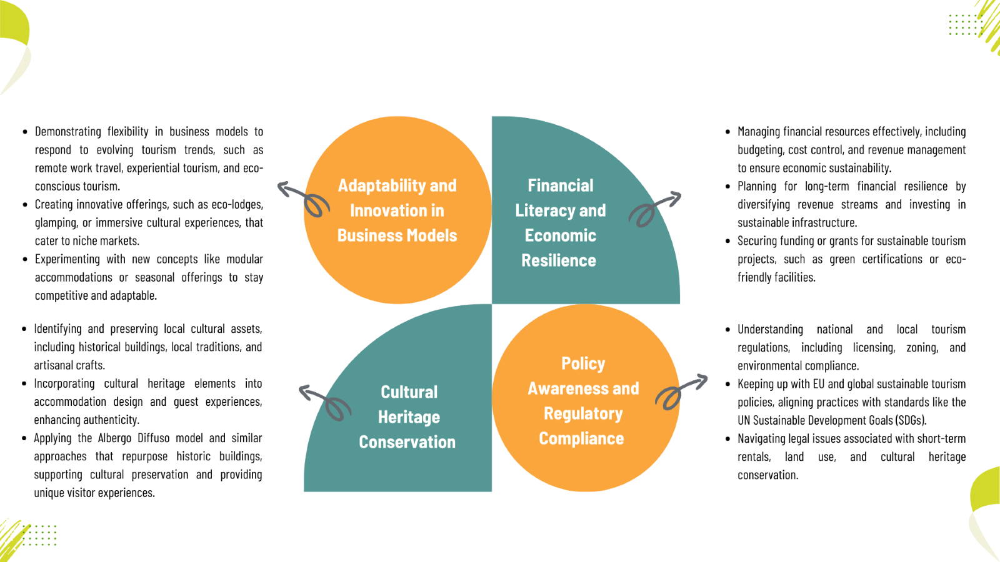 • Demonstrating flexibility in business models to
respond to evolving tourism trends, such as
remote work travel, experiential tourism, and eco-
conscious tourism.
• Creating innovative offerings, such as eco-lodges,
glamping, or immersive cultural experiences, that
cater to niche markets.
• Experimenting with new concepts like modular
accommodations or seasonal offerings to stay
competitive and adaptable.
Adaptability and
Innovation in
Business Models
Financial
Literacy and
Economic
Resilience
• Managing financial resources effectively, including
budgeting, cost control, and revenue management
to ensure economic sustainability.
• Planning for long-term financial resilience by
diversifying revenue streams and investing in
sustainable infrastructure.
• Securing funding or grants for sustainable tourism
projects, such as green certifications or eco-
friendly facilities.
• Identifying and preserving local cultural assets,
including historical buildings, local traditions, and
artisanal crafts.
• Incorporating cultural heritage elements into
accommodation design and guest experiences,
enhancing authenticity.
• Applying the Albergo Diffuso model and similar
approaches that repurpose historic buildings,
supporting cultural preservation and providing
unique visitor experiences.
Cultural
Heritage
Conservation
Policy
Awareness and
Regulatory
Compliance
• Understanding national and local tourism
regulations, including licensing, zoning, and
environmental compliance.
• Keeping up with EU and global sustainable tourism
policies, aligning practices with standards like the
UN Sustainable Development Goals (SDGs).
• Navigating legal issues associated with short-term
rentals, land use, and cultural heritage
conservation.